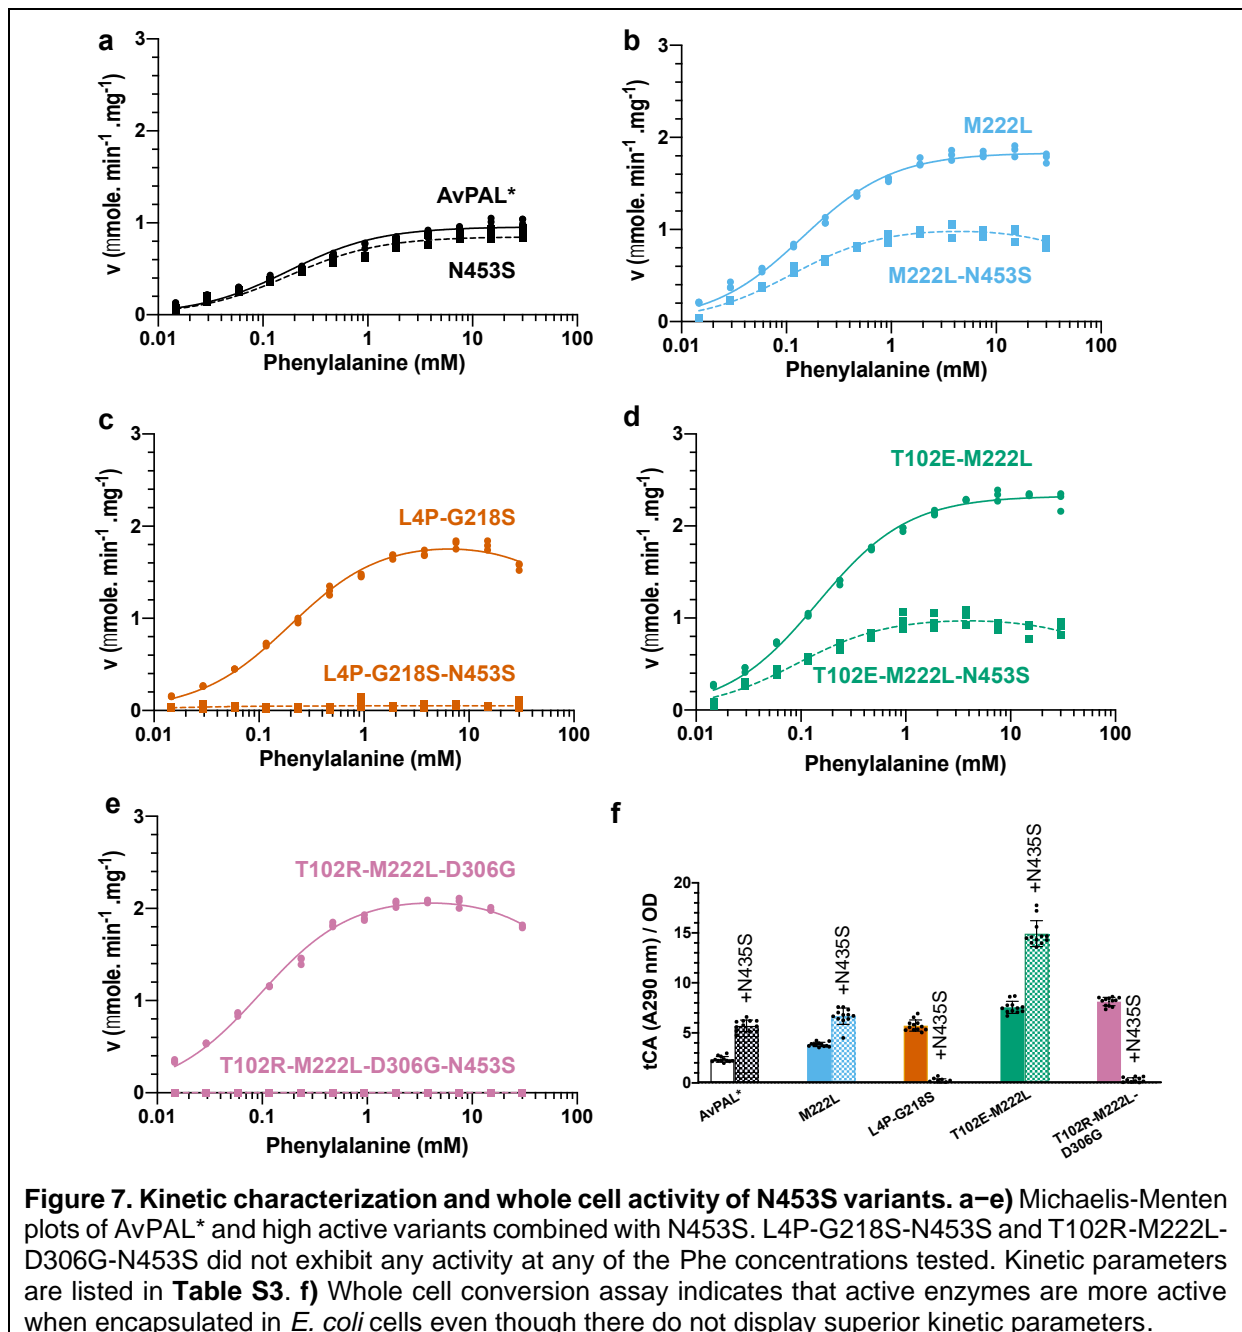 a
3
2
1
0
v (mmole. min⁻¹ .mg⁻¹)
AvPAL*
N453S
0.01 0.1 1 10 100
Phenylalanine (mM)
b
3
2
1
0
v (mmole. min⁻¹ .mg⁻¹)
M222L
M222L-N453S
0.01 0.1 1 10 100
Phenylalanine (mM)
c
3
2
1
0
v (mmole. min⁻¹ .mg⁻¹)
L4P-G218S
L4P-G218S-N453S
0.01 0.1 1 10 100
Phenylalanine (mM)
d
3
2
1
0
v (mmole. min⁻¹ .mg⁻¹)
T102E-M222L
T102E-M222L-N453S
0.01 0.1 1 10 100
Phenylalanine (mM)
e
3
2
1
0
v (mmole. min⁻¹ .mg⁻¹)
T102R-M222L-D306G
T102R-M222L-D306G-N453S
0.01 0.1 1 10 100
Phenylalanine (mM)
f
20
15
10
5
0
tCA (A290 nm) / OD
+N435S
+N435S
+N435S
+N435S
+N435S
AvPAL*
M222L
L4P-G218S
T102E-M222L
T102R-M222L-
D306G
Figure 7. Kinetic characterization and whole cell activity of N453S variants. a−e) Michaelis-Menten
plots of AvPAL* and high active variants combined with N453S. L4P-G218S-N453S and T102R-M222L-
D306G-N453S did not exhibit any activity at any of the Phe concentrations tested. Kinetic parameters
are listed in Table S3. f) Whole cell conversion assay indicates that active enzymes are more active
when encapsulated in E. coli cells even though there do not display superior kinetic parameters.